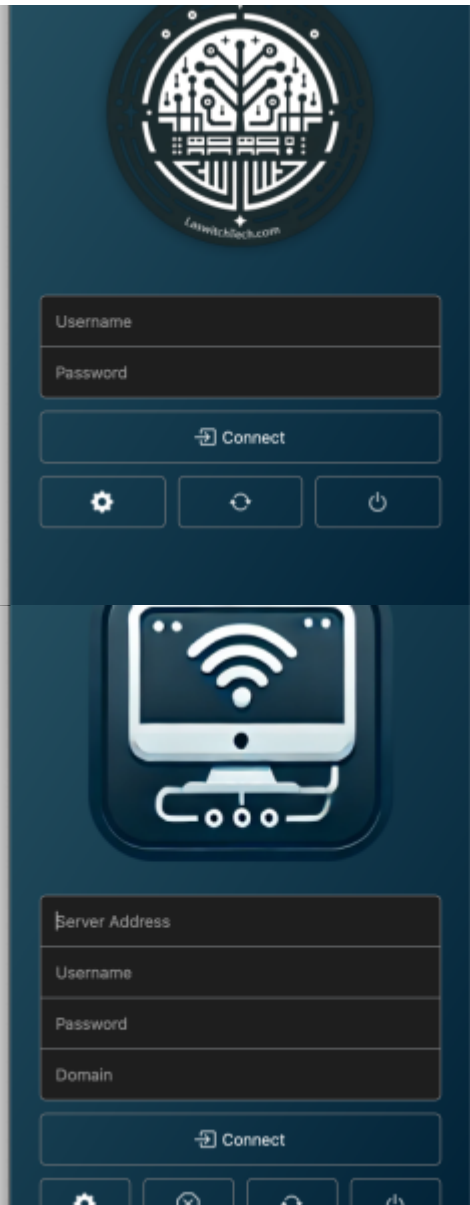 LaswitchTech.com
Username
Password
Connect
Server Address
Username
Password
Domain
Connect